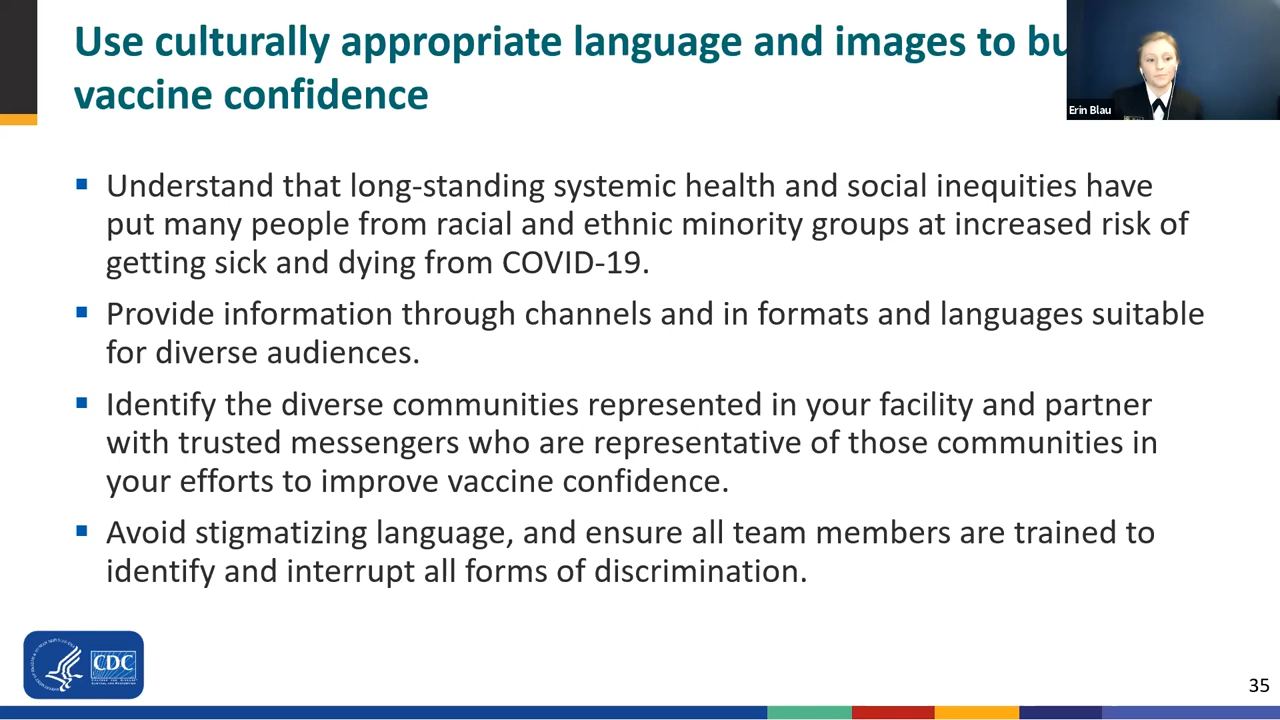 Use culturally appropriate language and images to bu
vaccine confidence
Erin Blau
Understand that long-standing systemic health and social inequities have
put many people from racial and ethnic minority groups at increased risk of
getting sick and dying from COVID-19.
Provide information through channels and in formats and languages suitable
for diverse audiences.
Identify the diverse communities represented in your facility and partner
with trusted messengers who are representative of those communities in
your efforts to improve vaccine confidence.
Avoid stigmatizing language, and ensure all team members are trained to
identify and interrupt all forms of discrimination.
CDC
35